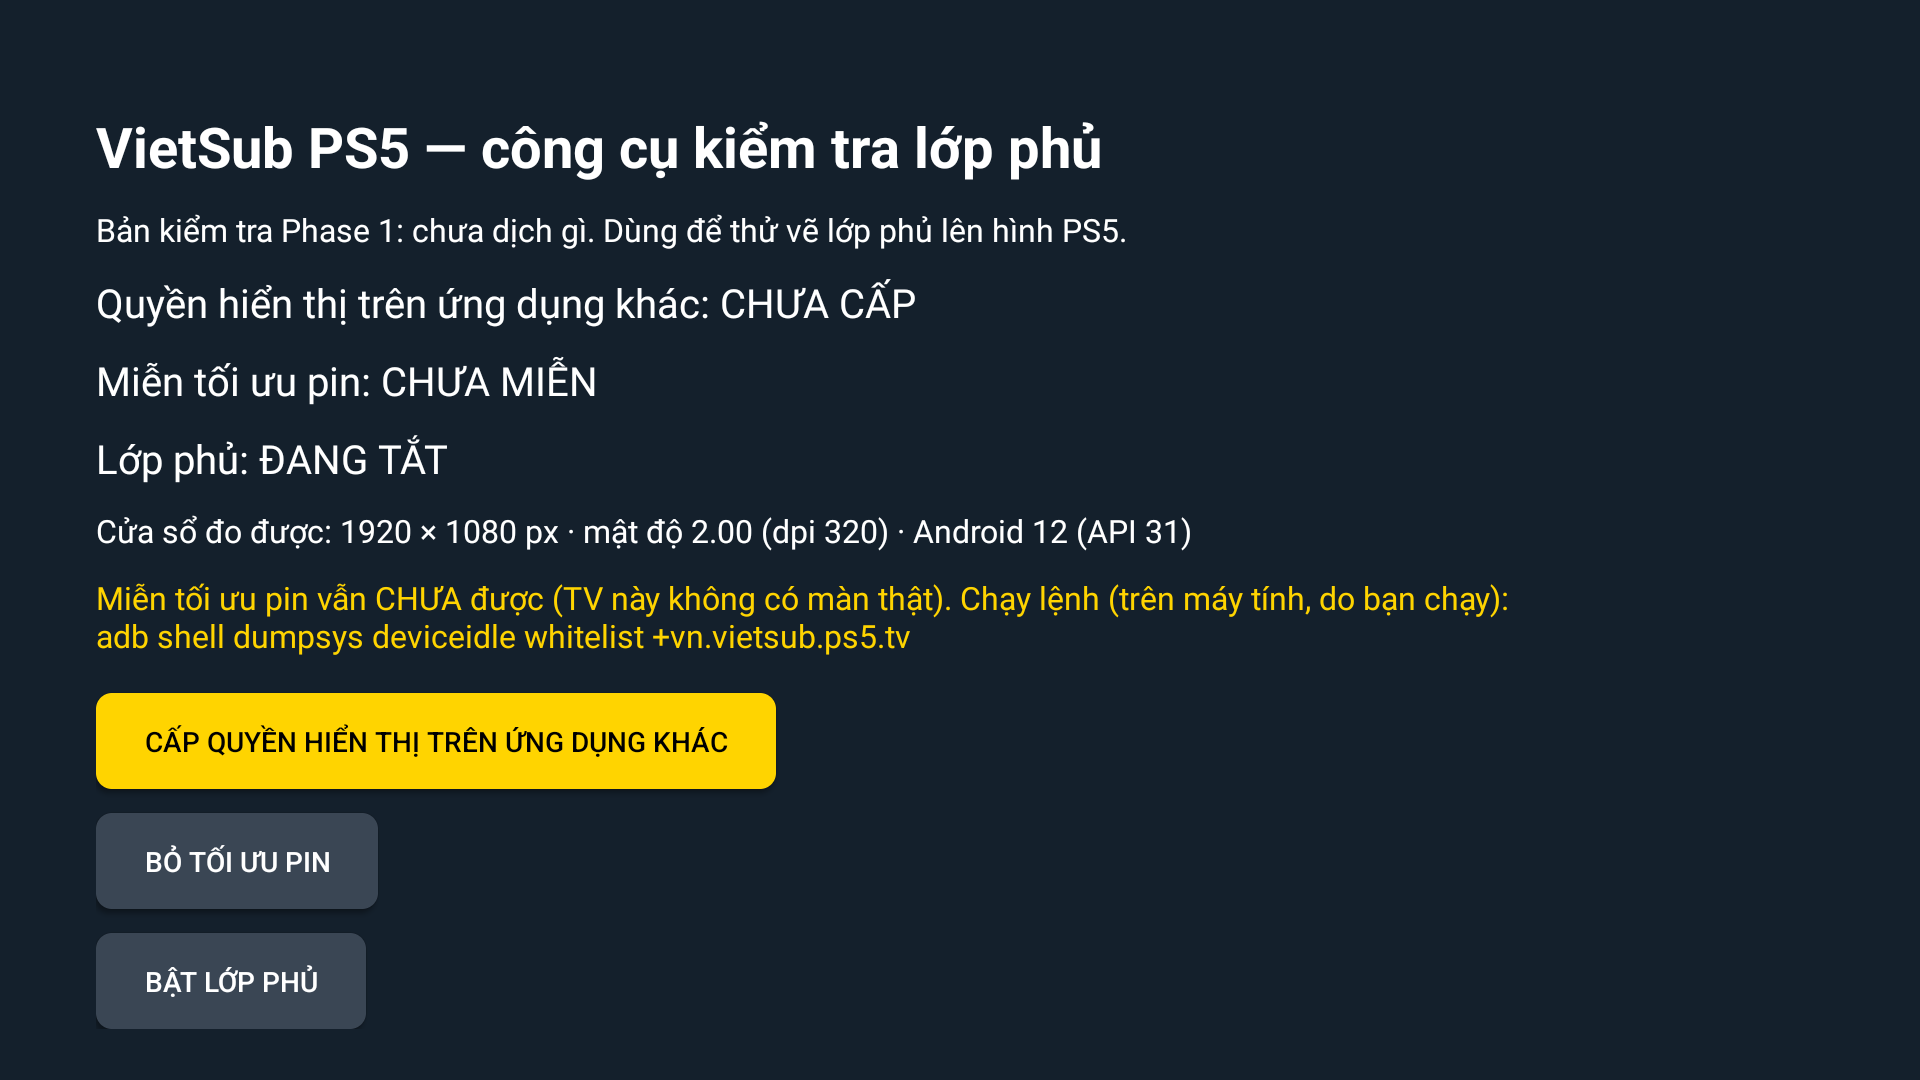 VietSub PS5 — công cụ kiểm tra lớp phủ
Bản kiểm tra Phase 1: chưa dịch gì. Dùng để thử vẽ lớp phủ lên hình PS5.
Quyền hiển thị trên ứng dụng khác: CHƯA CẤP
Miễn tối ưu pin: CHƯA MIỄN
Lớp phủ: ĐANG TẮT
Cửa sổ đo được: 1920 × 1080 px · mật độ 2.00 (dpi 320) · Android 12 (API 31)
Miễn tối ưu pin vẫn CHƯA được (TV này không có màn thật). Chạy lệnh (trên máy tính, do bạn chạy):
adb shell dumpsys deviceidle whitelist +vn.vietsub.ps5.tv
CẤP QUYỀN HIỂN THỊ TRÊN ỨNG DỤNG KHÁC
BỎ TỐI ƯU PIN
BẬT LỚP PHỦ